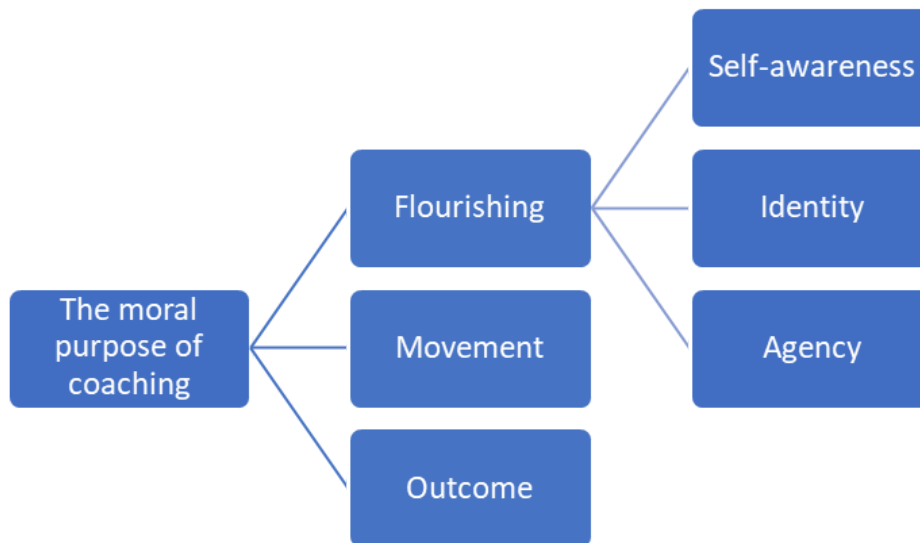 The moral
purpose of
coaching
Flourishing
Movement
Outcome
Self-awareness
Identity
Agency